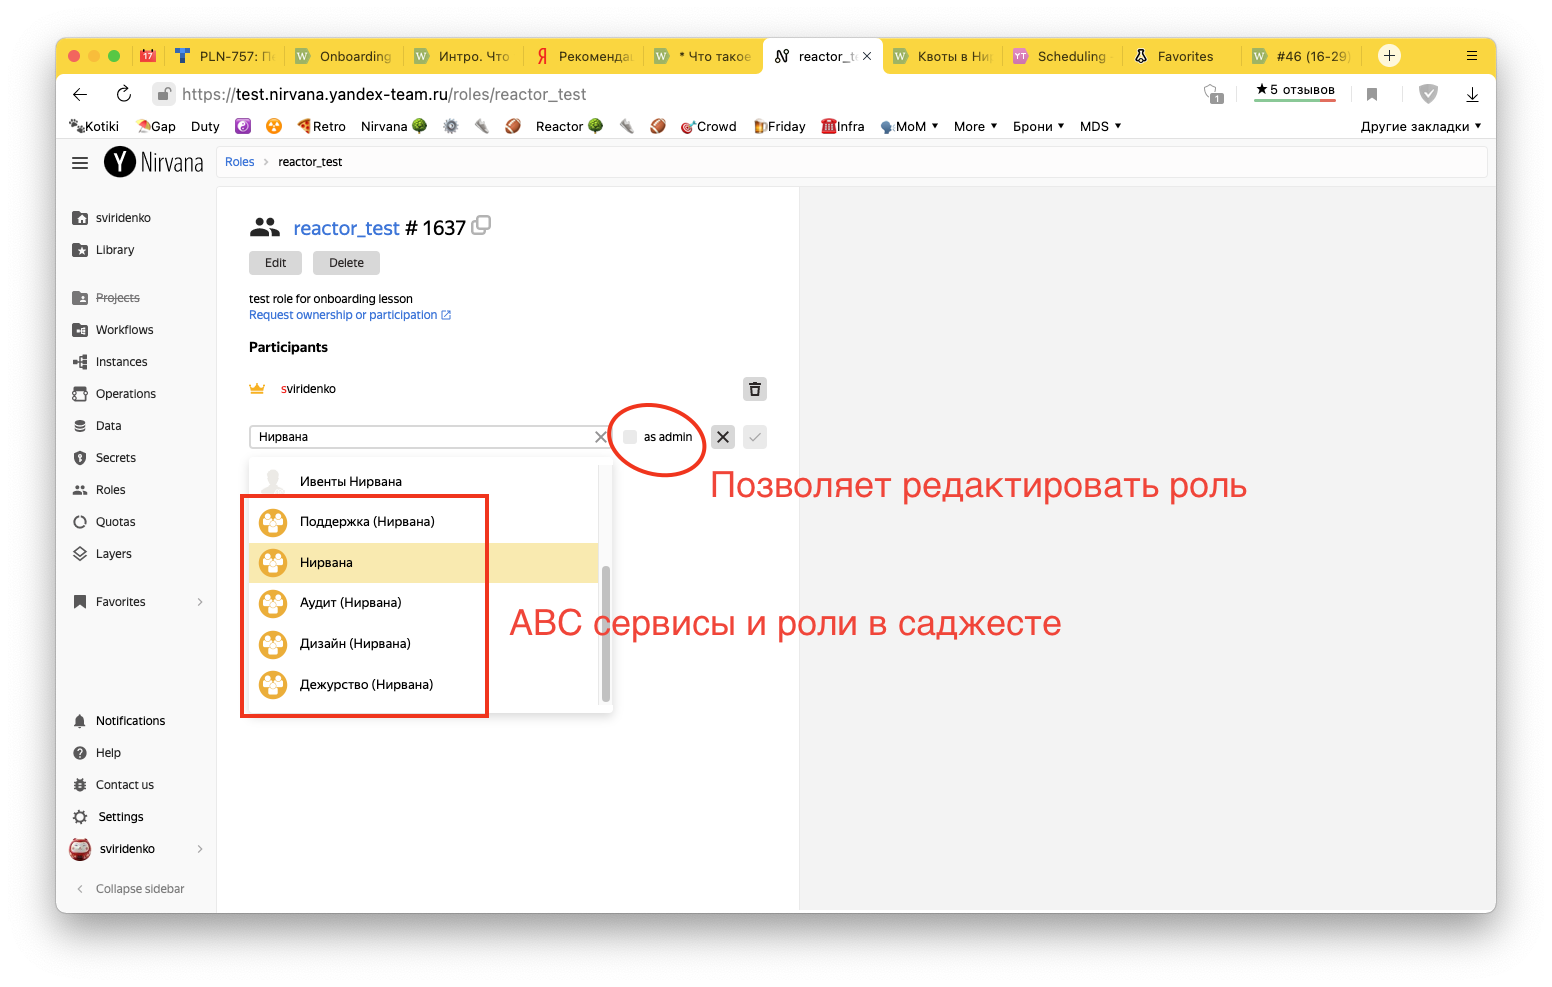 17
PLN-757: П
Onboarding
Интро. Что
Рекоменда
* Что такое
reactor_t
Квоты в Ни
YT
Scheduling
Favorites
#46 (16-29)
https://test.nirvana.yandex-team.ru/roles/reactor_test
1
★5 отзывов
Kotiki
Gap
Duty
Retro
Nirvana
Reactor
Crowd
Friday
Infra
MoM
More
Брони
MDS
Другие закладки
Y Nirvana
Roles
reactor_test
sviridenko
Library
Projects
Workflows
Instances
Operations
Data
Secrets
Roles
Quotas
Layers
Favorites
Notifications
Help
Contact us
Settings
sviridenko
Collapse sidebar
reactor_test # 1637
Edit
Delete
test role for onboarding lesson
Request ownership or participation
Participants
sviridenko
Нирвана
as admin
Позволяет редактировать роль
Ивенты Нирвана
Поддержка (Нирвана)
Нирвана
Аудит (Нирвана)
Дизайн (Нирвана)
Дежурство (Нирвана)
ABC сервисы и роли в саджесте